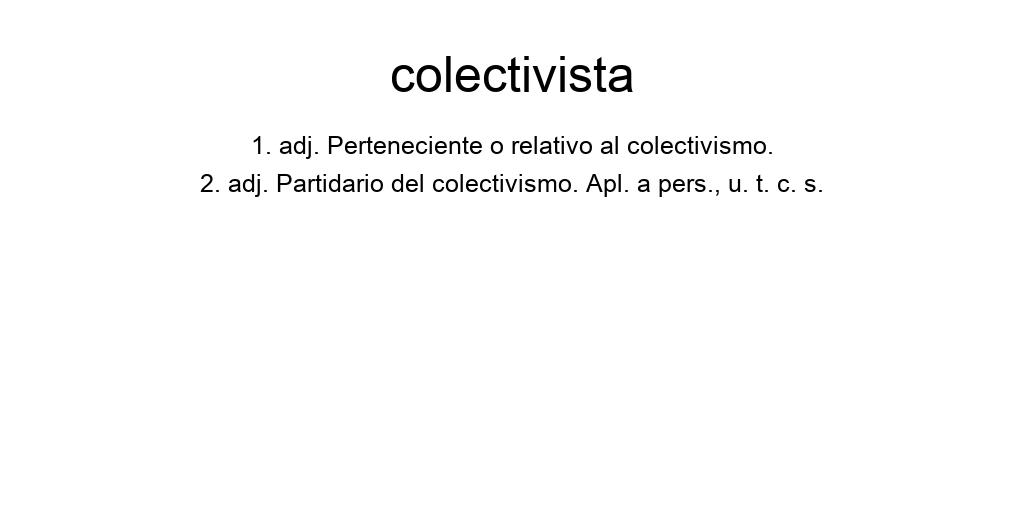 colectivista
1. adj. Perteneciente o relativo al colectivismo.
2. adj. Partidario del colectivismo. Apl. a pers., u. t. c. s.